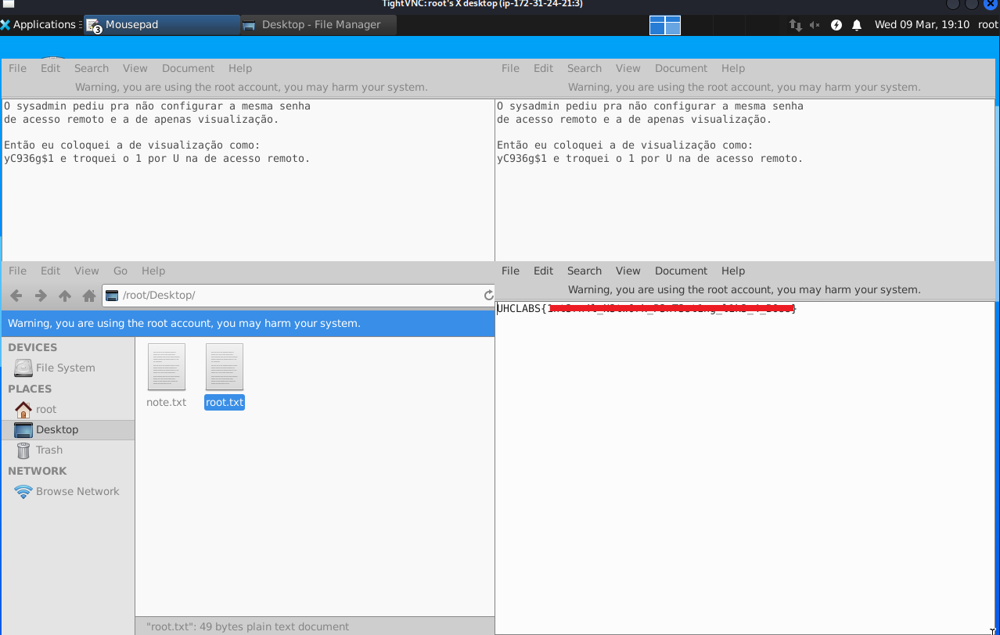 TightVNC: root's X desktop (ip-172-31-24-21:3)
Applications 3 Mousepad Desktop - File Manager Wed 09 Mar, 19:10 root
File Edit Search View Document Help
Warning, you are using the root account, you may harm your system.
O sysadmin pediu pra não configurar a mesma senha
de acesso remoto e a de apenas visualização.
Então eu coloquei a de visualização como:
yC936g$1 e troquei o 1 por U na de acesso remoto.
File Edit Search View Document Help
Warning, you are using the root account, you may harm your system.
O sysadmin pediu pra não configurar a mesma senha
de acesso remoto e a de apenas visualização.
Então eu coloquei a de visualização como:
yC936g$1 e troquei o 1 por U na de acesso remoto.
File Edit View Go Help
/root/Desktop/
Warning, you are using the root account, you may harm your system.
DEVICES
File System
PLACES
root
Desktop
Trash
NETWORK
Browse Network
note.txt root.txt
"root.txt": 49 bytes plain text document
File Edit Search View Document Help
Warning, you are using the root account, you may harm your system.
UHCLABS{ }